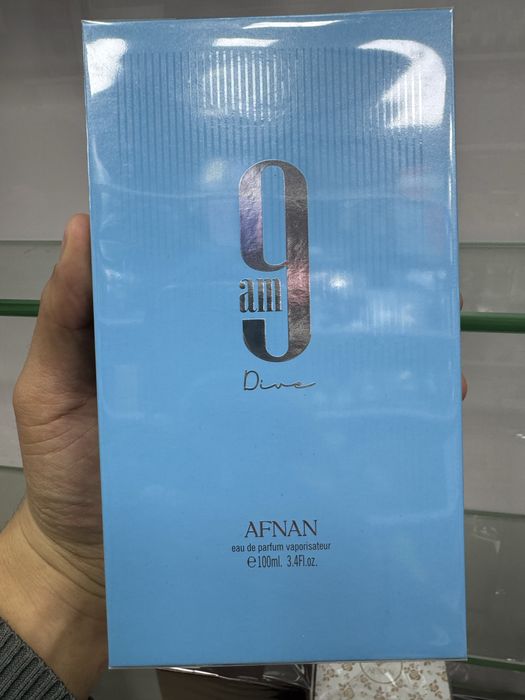 9
am
Dive
AFNAN
eau de parfum vaporisateur
℮100ml. 3.4Fl.oz.